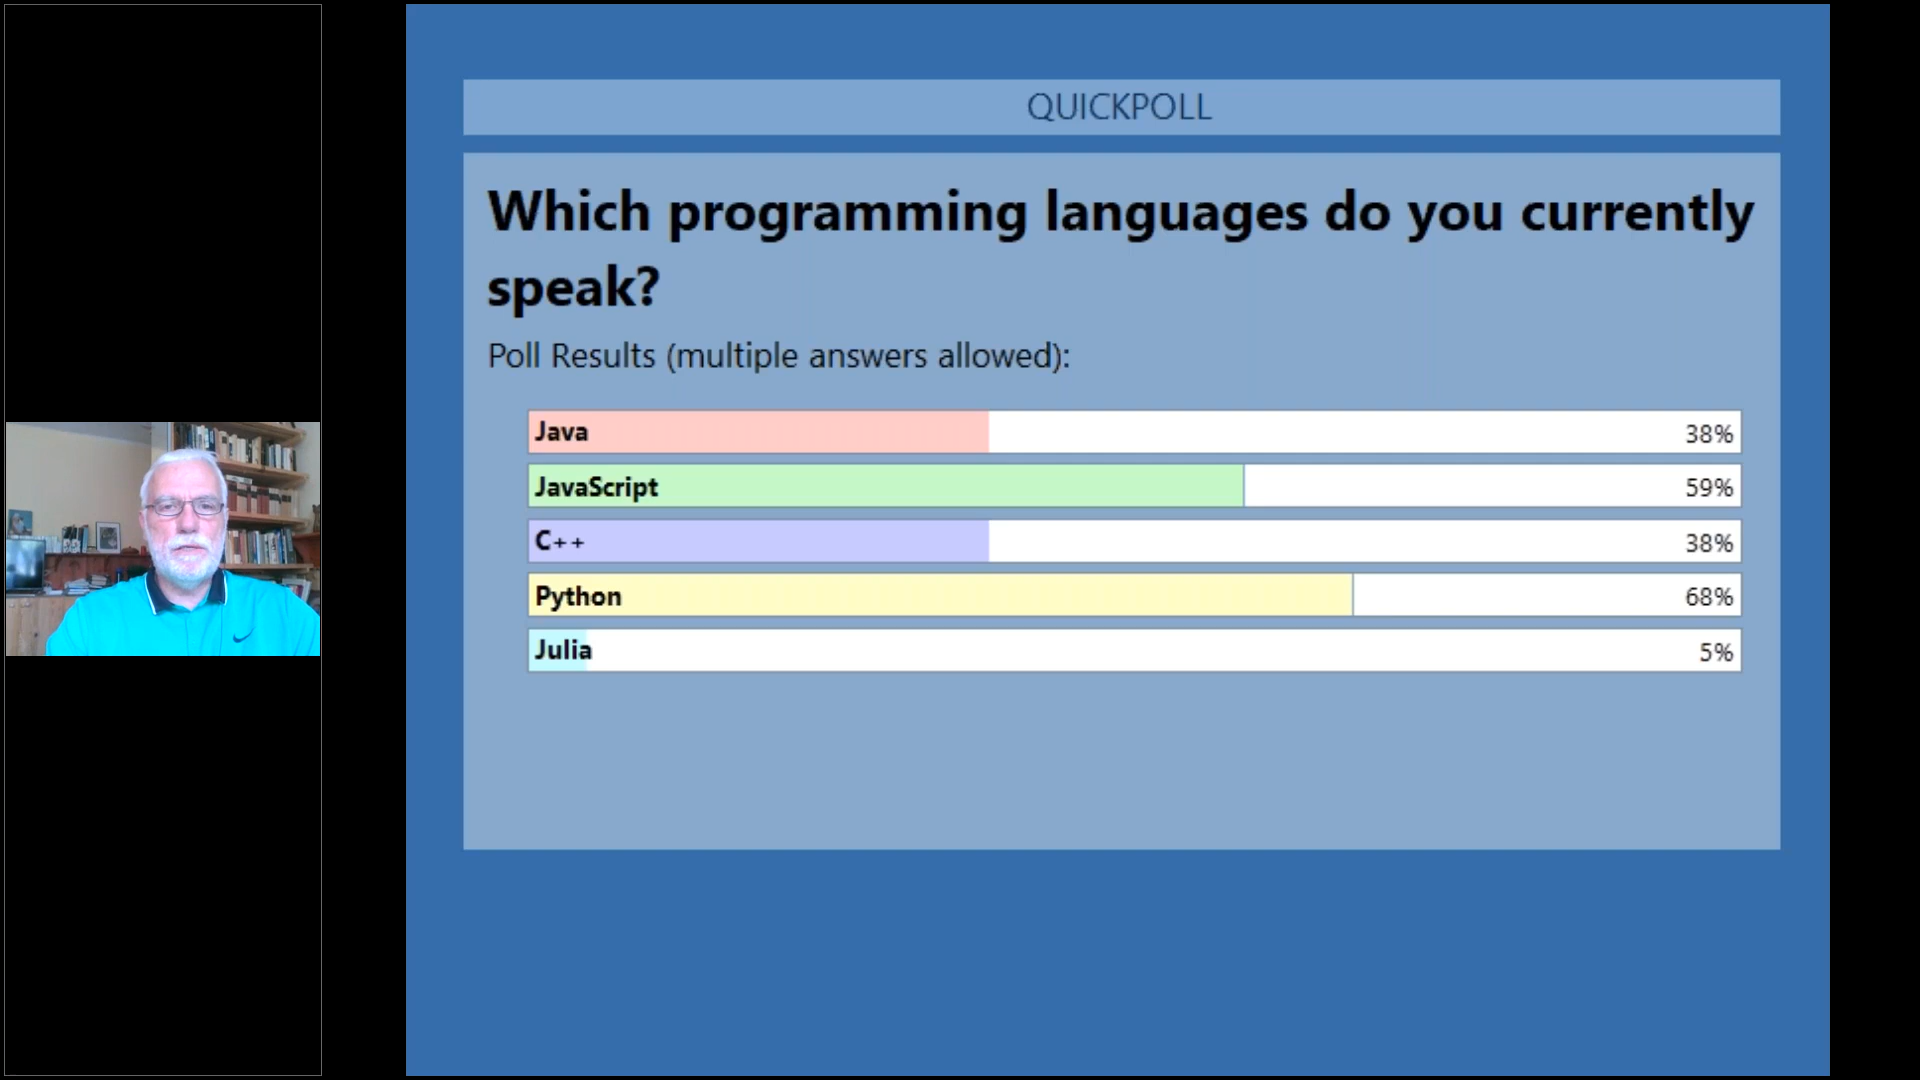 QUICKPOLL
Which programming languages do you currently
speak?
Poll Results (multiple answers allowed):
Java 38%
JavaScript 59%
C++ 38%
Python 68%
Julia 5%